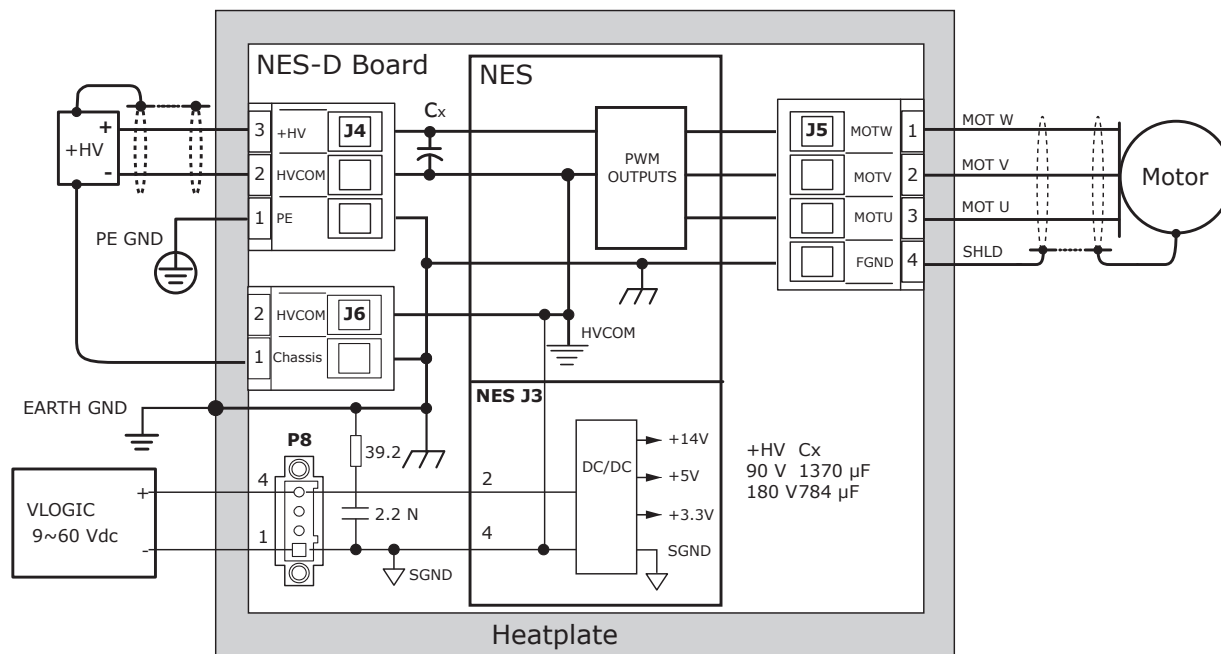 NES-D Board
NES
+
+HV
-
3
+HV
J4
Cx
2
HVCOM
1
PE
PE GND
PWM
OUTPUTS
J5
MOTW
1
MOT W
MOTV
2
MOT V
MOTU
3
MOT U
FGND
4
SHLD
Motor
2
HVCOM
J6
1
Chassis
HVCOM
EARTH GND
NES J3
P8
39.2
2.2 N
4
1
2
4
DC/DC
+14V
+5V
+3.3V
SGND
SGND
+HV Cx
90 V 1370 µF
180 V784 µF
VLOGIC
9~60 Vdc
+
-
Heatplate